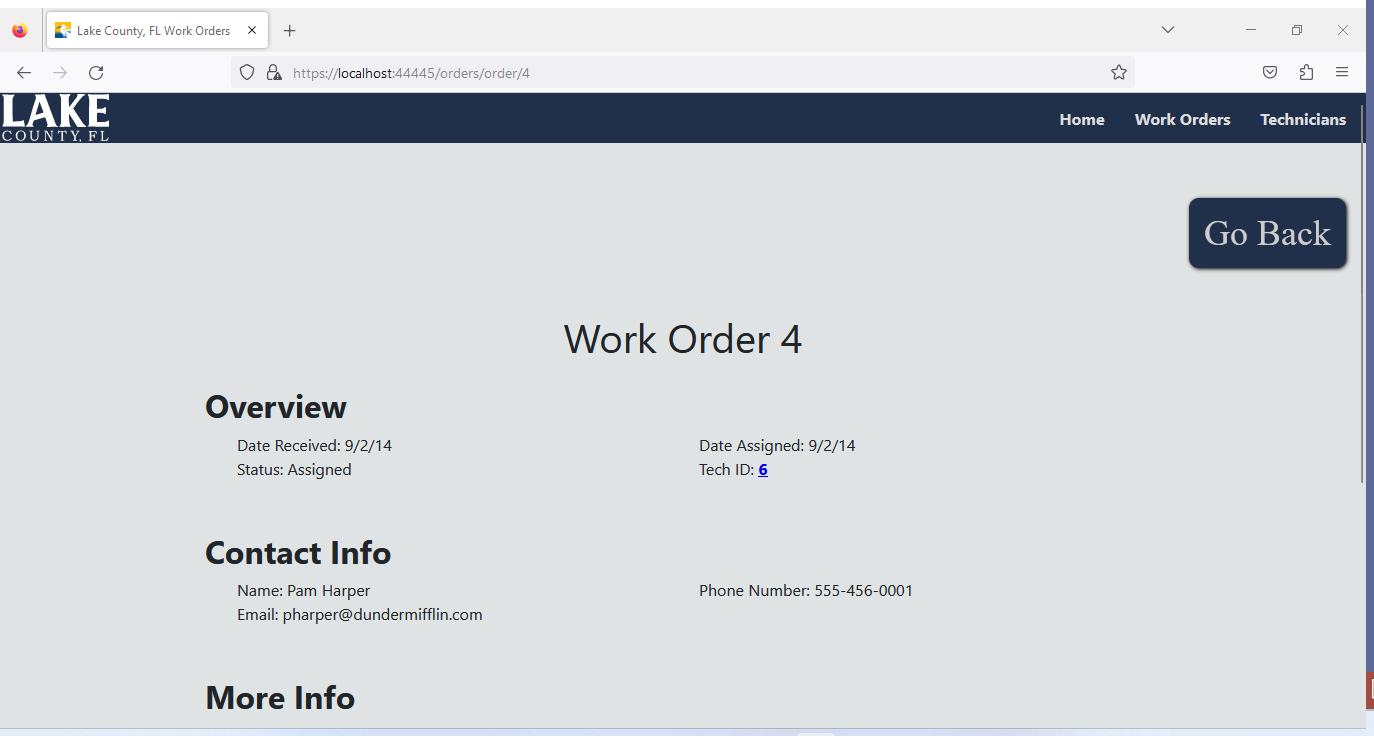 Lake County, FL Work Orders
https://localhost:44445/orders/order/4
LAKE
COUNTY, FL
Home Work Orders Technicians
Go Back
Work Order 4
Overview
Date Received: 9/2/14 Date Assigned: 9/2/14
Status: Assigned Tech ID: 6
Contact Info
Name: Pam Harper Phone Number: 555-456-0001
Email: pharper@dundermifflin.com
More Info